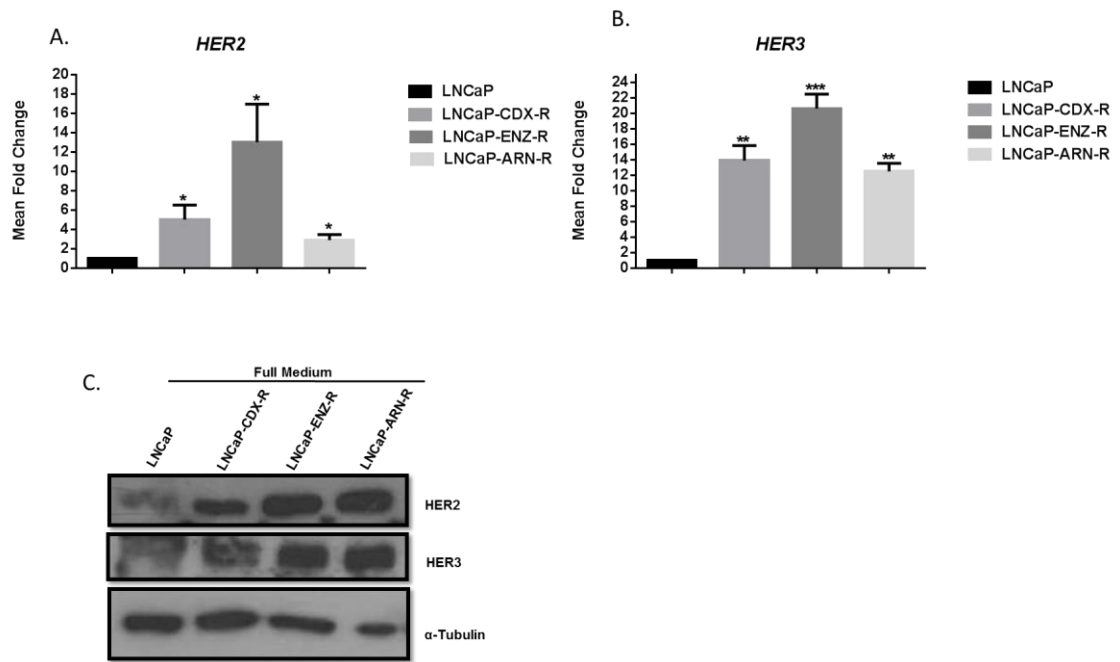 A.
HER2
Mean Fold Change
20
18
16
14
12
10
8
6
4
2
0
*
*
*
LNCaP
LNCaP-CDX-R
LNCaP-ENZ-R
LNCaP-ARN-R
B.
HER3
Mean Fold Change
24
22
20
18
16
14
12
10
8
6
4
2
0
**
***
**
LNCaP
LNCaP-CDX-R
LNCaP-ENZ-R
LNCaP-ARN-R
C.
Full Medium
LNCaP
LNCaP-CDX-R
LNCaP-ENZ-R
LNCaP-ARN-R
HER2
HER3
α-Tubulin